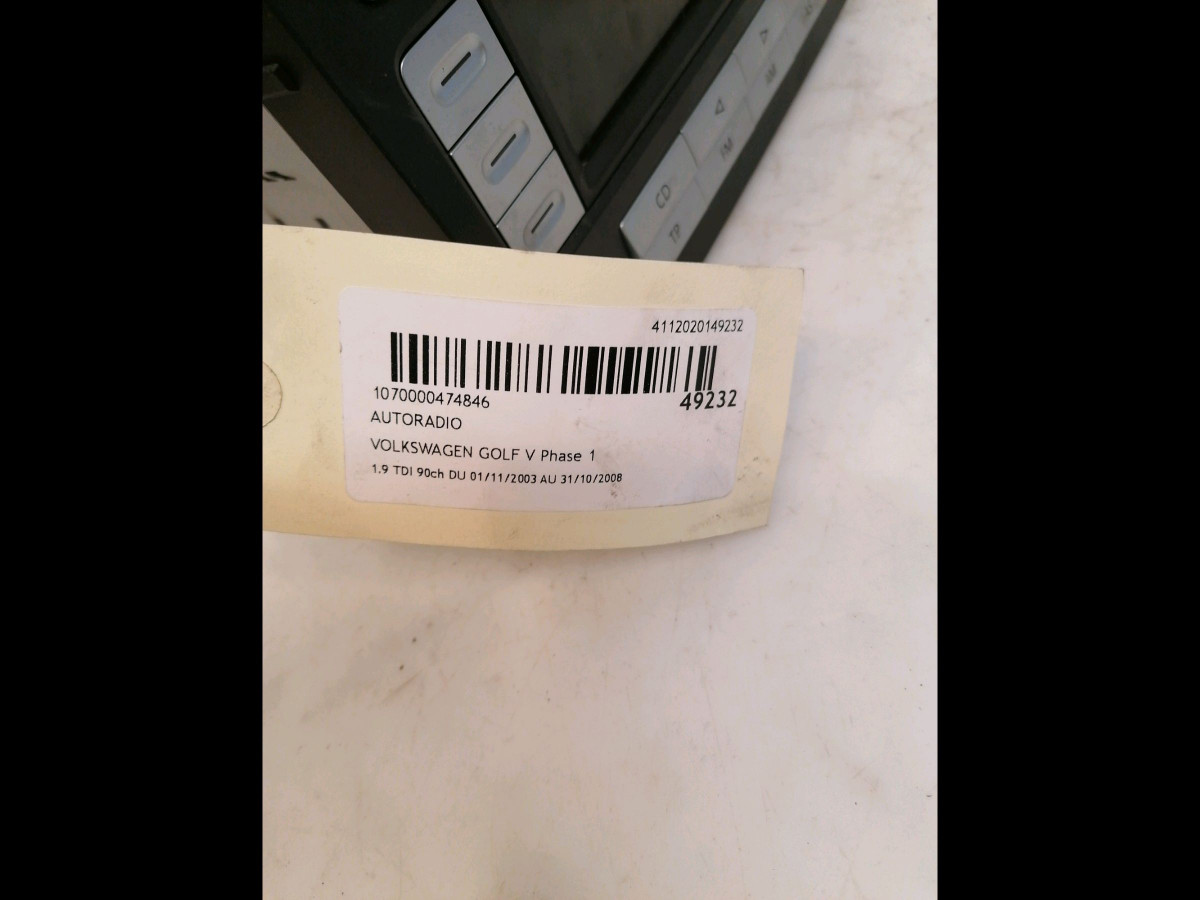 CD
TP
FM
AM
4112020149232
1070000474846
49232
AUTORADIO
VOLKSWAGEN GOLF V Phase 1
1.9 TDI 90ch DU 01/11/2003 AU 31/10/2008